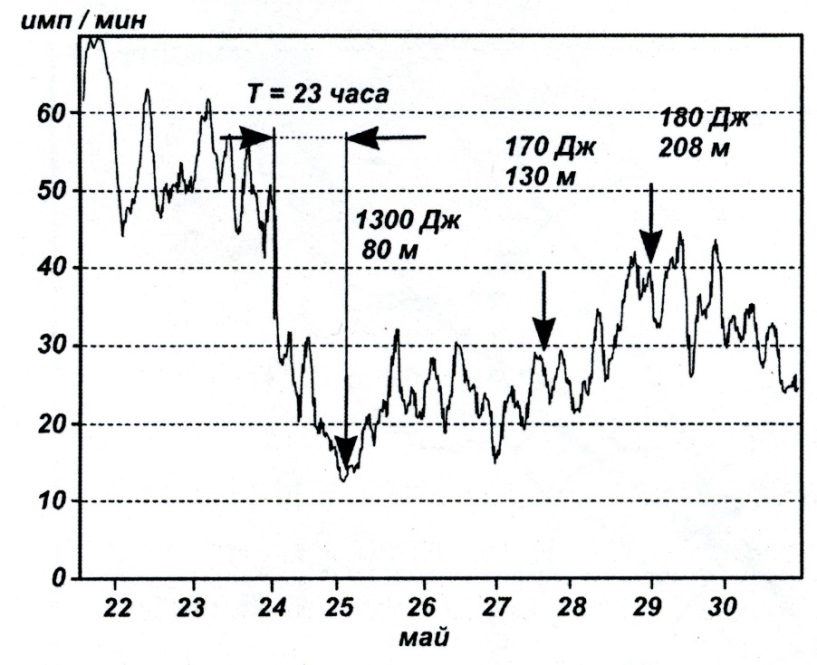 имп / мин
T = 23 часа
60
180 Дж
208 м
170 Дж
130 м
50
1300 Дж
80 м
40
30
20
10
0
22 23 24 25 26 27 28 29 30
май